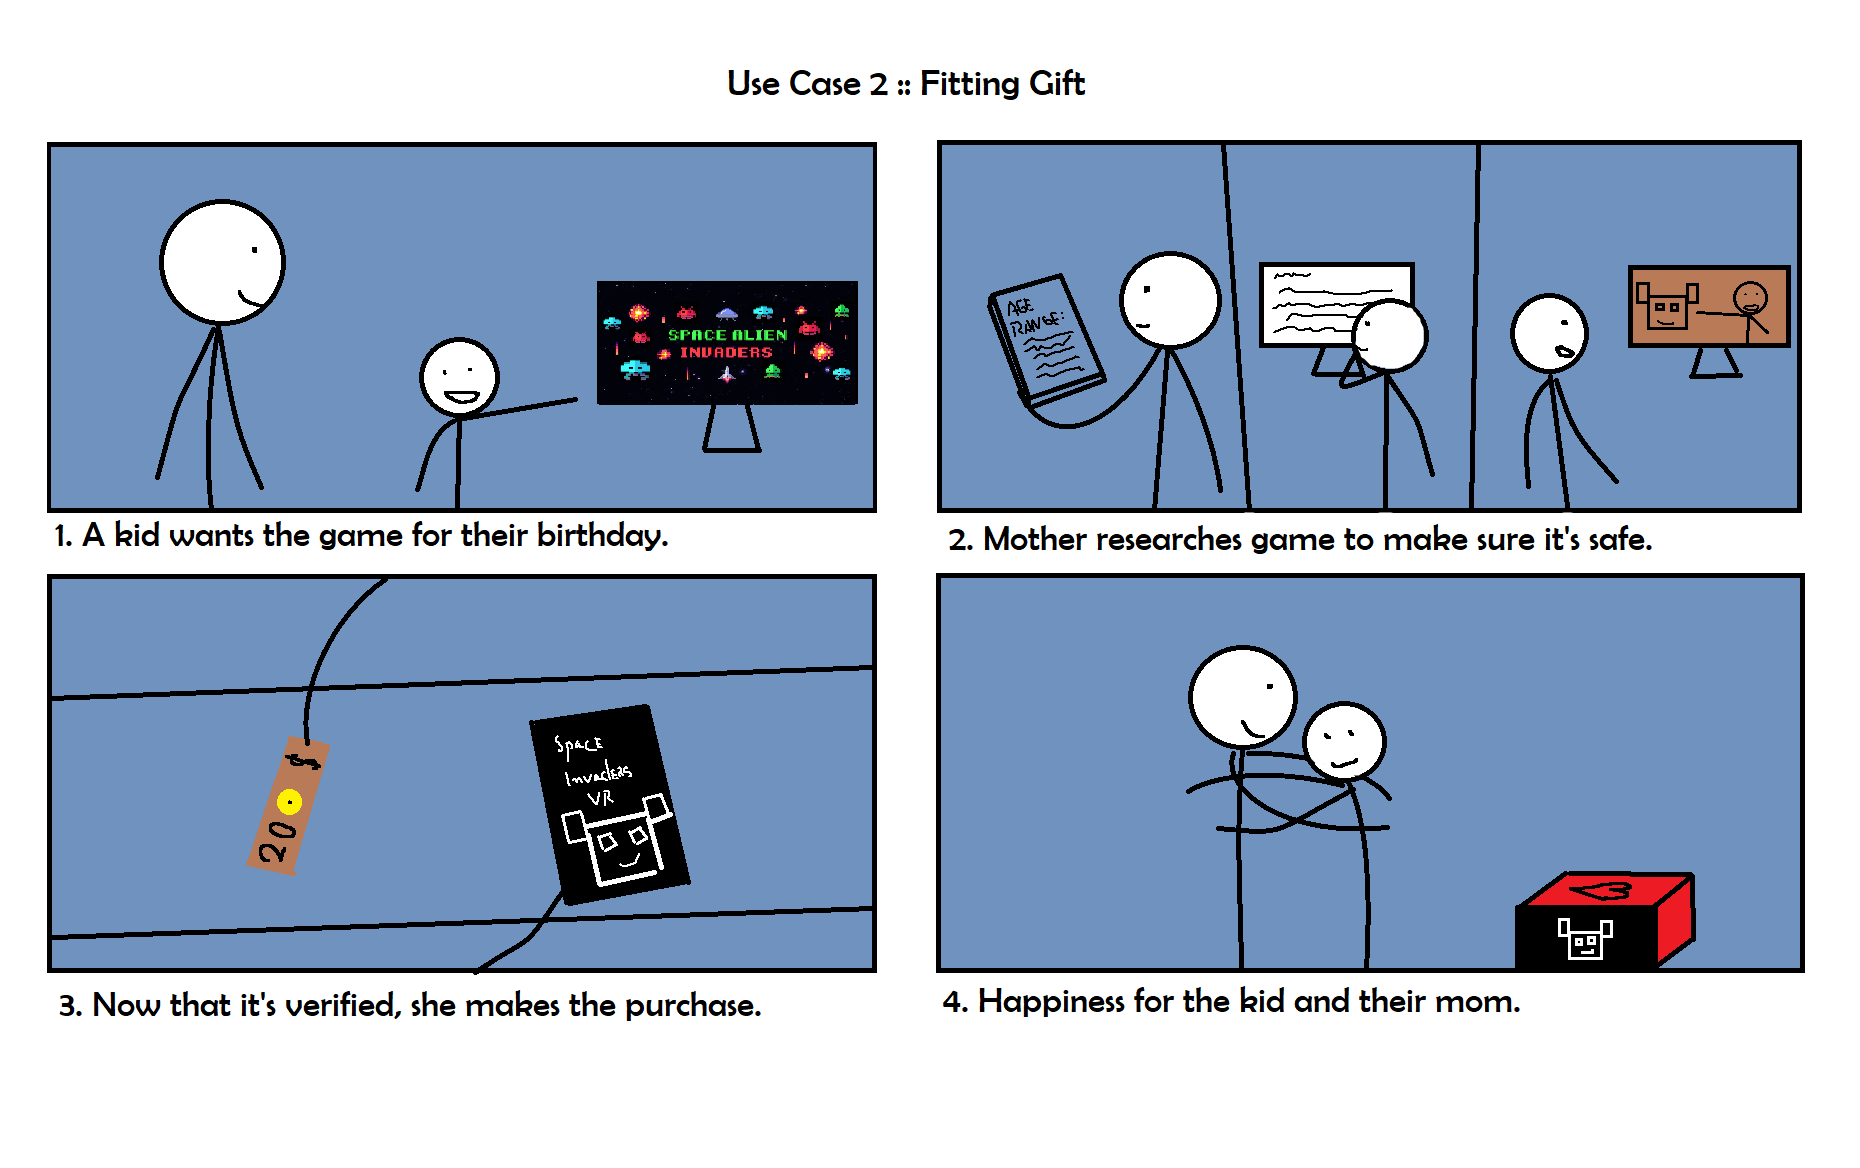 Use Case 2 :: Fitting Gift
SPACE ALIEN
INVADERS
1. A kid wants the game for their birthday.
AGE
RANGE:
2. Mother researches game to make sure it's safe.
20 $
Space
Invaders
VR
3. Now that it's verified, she makes the purchase.
4. Happiness for the kid and their mom.